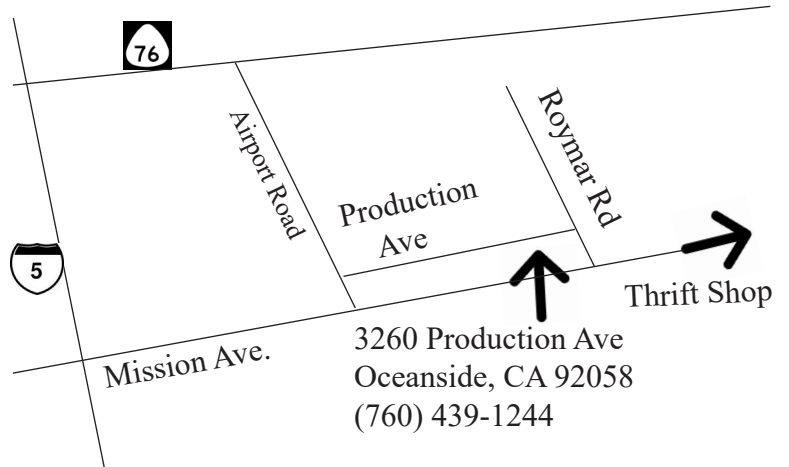 76
Airport Road
Roymar Rd
Production
Ave
5
Thrift Shop
Mission Ave.
3260 Production Ave
Oceanside, CA 92058
(760) 439-1244